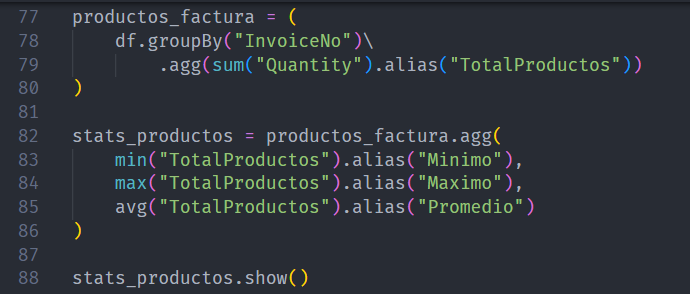 77 productos_factura = (
78     df.groupBy("InvoiceNo")\
79         .agg(sum("Quantity").alias("TotalProductos"))
80 )
81
82 stats_productos = productos_factura.agg(
83     min("TotalProductos").alias("Minimo"),
84     max("TotalProductos").alias("Maximo"),
85     avg("TotalProductos").alias("Promedio")
86 )
87
88 stats_productos.show()